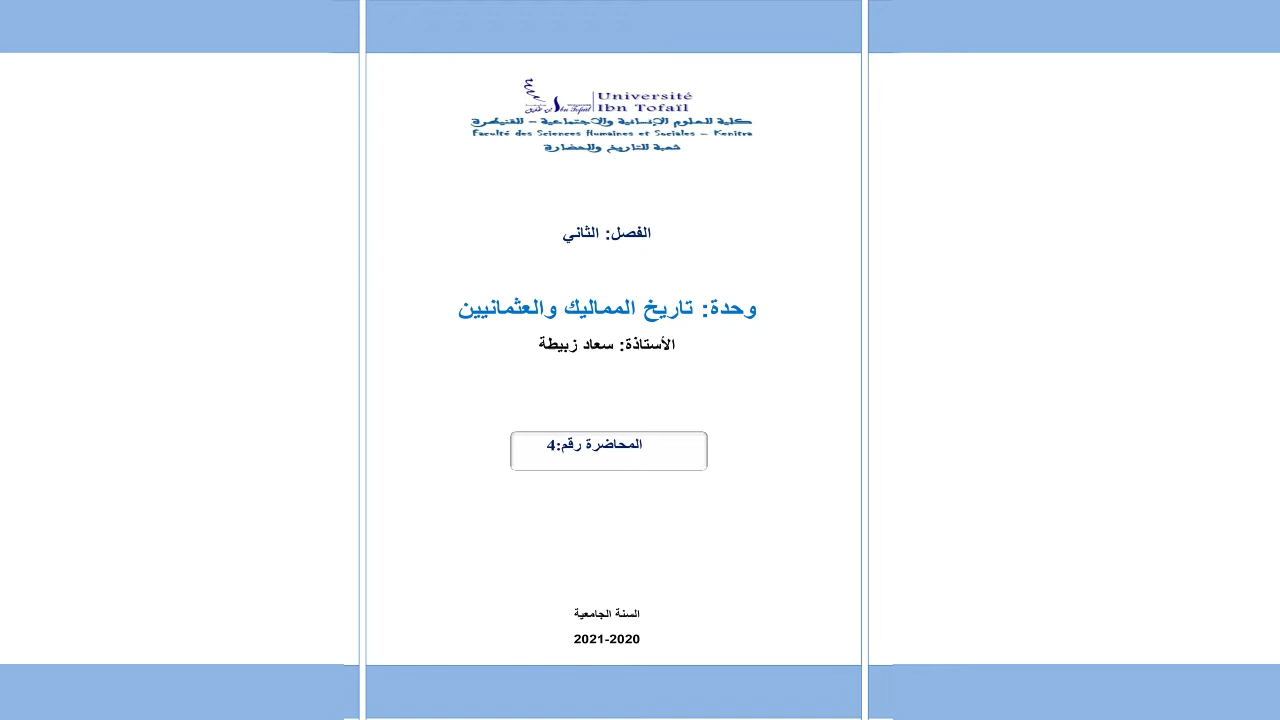 Université
Ibn Tofaïl
كلية العلوم الإنسانية والاجتماعية – القنيطرة
Faculté des Sciences Humaines et Sociales – Kenitra
شعبة التاريخ والحضارة
الفصل: الثاني
وحدة: تاريخ المماليك والعثمانيين
الأستاذة: سعاد زبيطة
المحاضرة رقم:4
السنة الجامعية
2021-2020